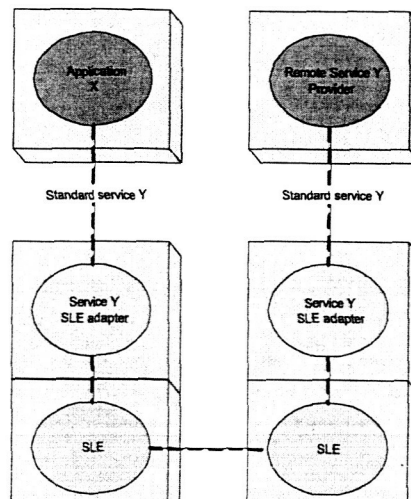 Application
X
Remote Service Y
Provider
Standard service Y
Standard service Y
Service Y
SLE adapter
Service Y
SLE adapter
SLE
SLE